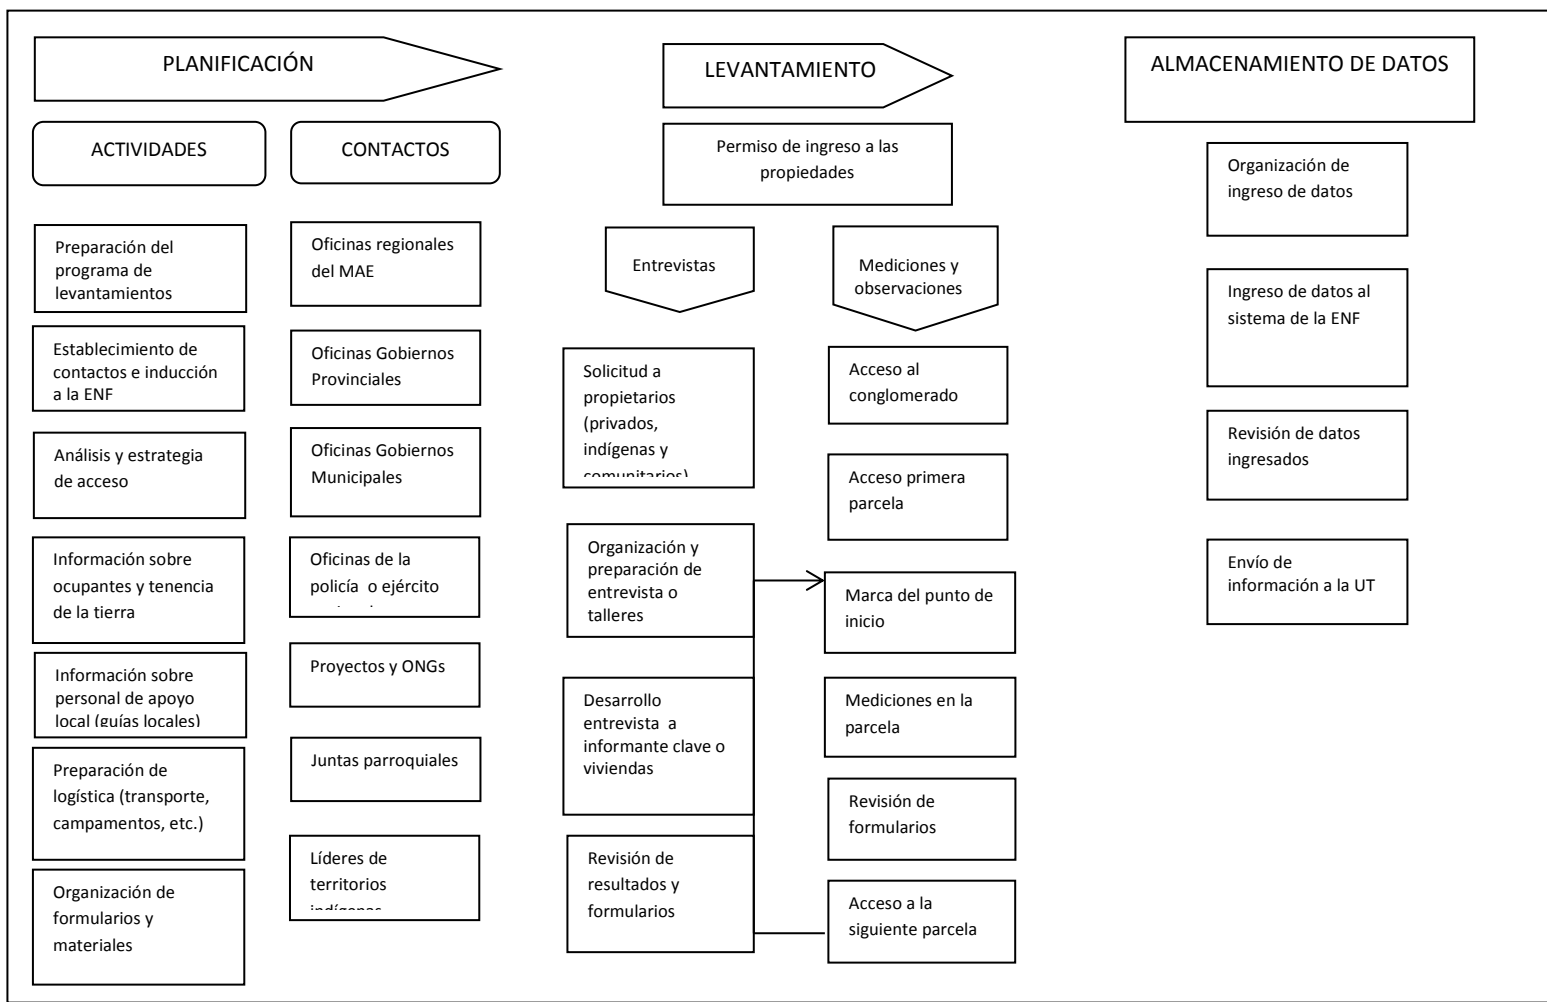 PLANIFICACIÓN
ACTIVIDADES
Preparación del
programa de
levantamientos
Establecimiento de
contactos e inducción
a la ENF
Análisis y estrategia
de acceso
Información sobre
ocupantes y tenencia
de la tierra
Información sobre
personal de apoyo
local (guías locales)
Preparación de
logística (transporte,
campamentos, etc.)
Organización de
formularios y
materiales
CONTACTOS
Oficinas regionales
del MAE
Oficinas Gobiernos
Provinciales
Oficinas Gobiernos
Municipales
Oficinas de la
policía o ejército
Proyectos y ONGs
Juntas parroquiales
Líderes de
territorios
indígenas
LEVANTAMIENTO
Permiso de ingreso a las
propiedades
Entrevistas
Solicitud a
propietarios
(privados,
indígenas y
comunitarios)
Organización y
preparación de
entrevista o
talleres
Desarrollo
entrevista a
informante clave o
viviendas
Revisión de
resultados y
formularios
Mediciones y
observaciones
Acceso al
conglomerado
Acceso primera
parcela
Marca del punto de
inicio
Mediciones en la
parcela
Revisión de
formularios
Acceso a la
siguiente parcela
ALMACENAMIENTO DE DATOS
Organización de
ingreso de datos
Ingreso de datos al
sistema de la ENF
Revisión de datos
ingresados
Envío de
información a la UT